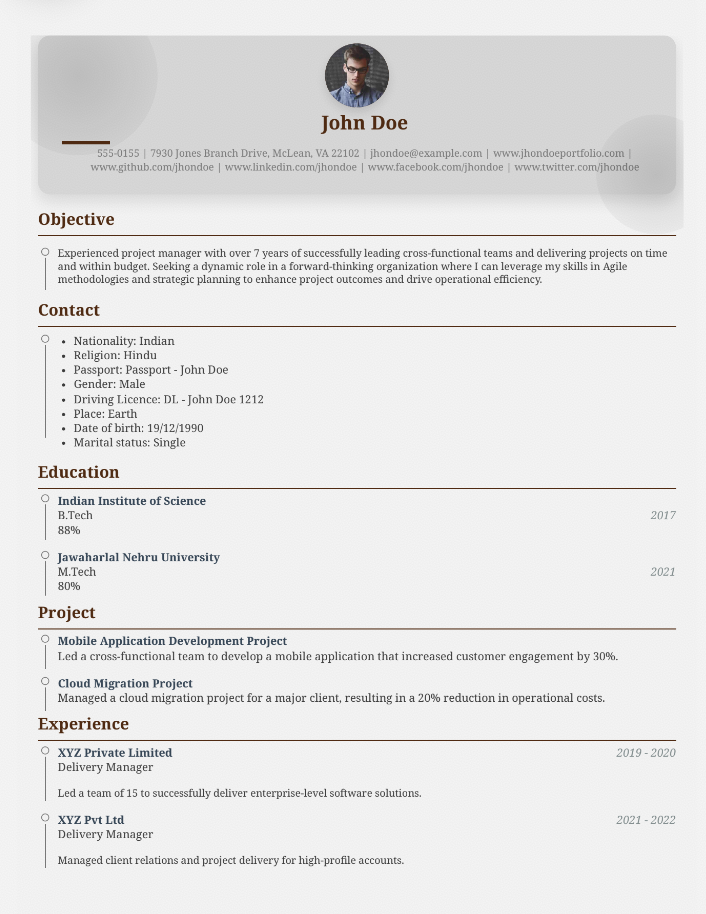 John Doe
555-0155 | 7930 Jones Branch Drive, McLean, VA 22102 | jhondoe@example.com | www.jhondoeportfolio.com |
www.github.com/jhondoe | www.linkedin.com/jhondoe | www.facebook.com/jhondoe | www.twitter.com/jhondoe
Objective
Experienced project manager with over 7 years of successfully leading cross-functional teams and delivering projects on time
and within budget. Seeking a dynamic role in a forward-thinking organization where I can leverage my skills in Agile
methodologies and strategic planning to enhance project outcomes and drive operational efficiency.
Contact
• Nationality: Indian
• Religion: Hindu
• Passport: Passport - John Doe
• Gender: Male
• Driving Licence: DL - John Doe 1212
• Place: Earth
• Date of birth: 19/12/1990
• Marital status: Single
Education
Indian Institute of Science
B.Tech 2017
88%
Jawaharlal Nehru University
M.Tech 2021
80%
Project
Mobile Application Development Project
Led a cross-functional team to develop a mobile application that increased customer engagement by 30%.
Cloud Migration Project
Managed a cloud migration project for a major client, resulting in a 20% reduction in operational costs.
Experience
XYZ Private Limited 2019 - 2020
Delivery Manager
Led a team of 15 to successfully deliver enterprise-level software solutions.
XYZ Pvt Ltd 2021 - 2022
Delivery Manager
Managed client relations and project delivery for high-profile accounts.